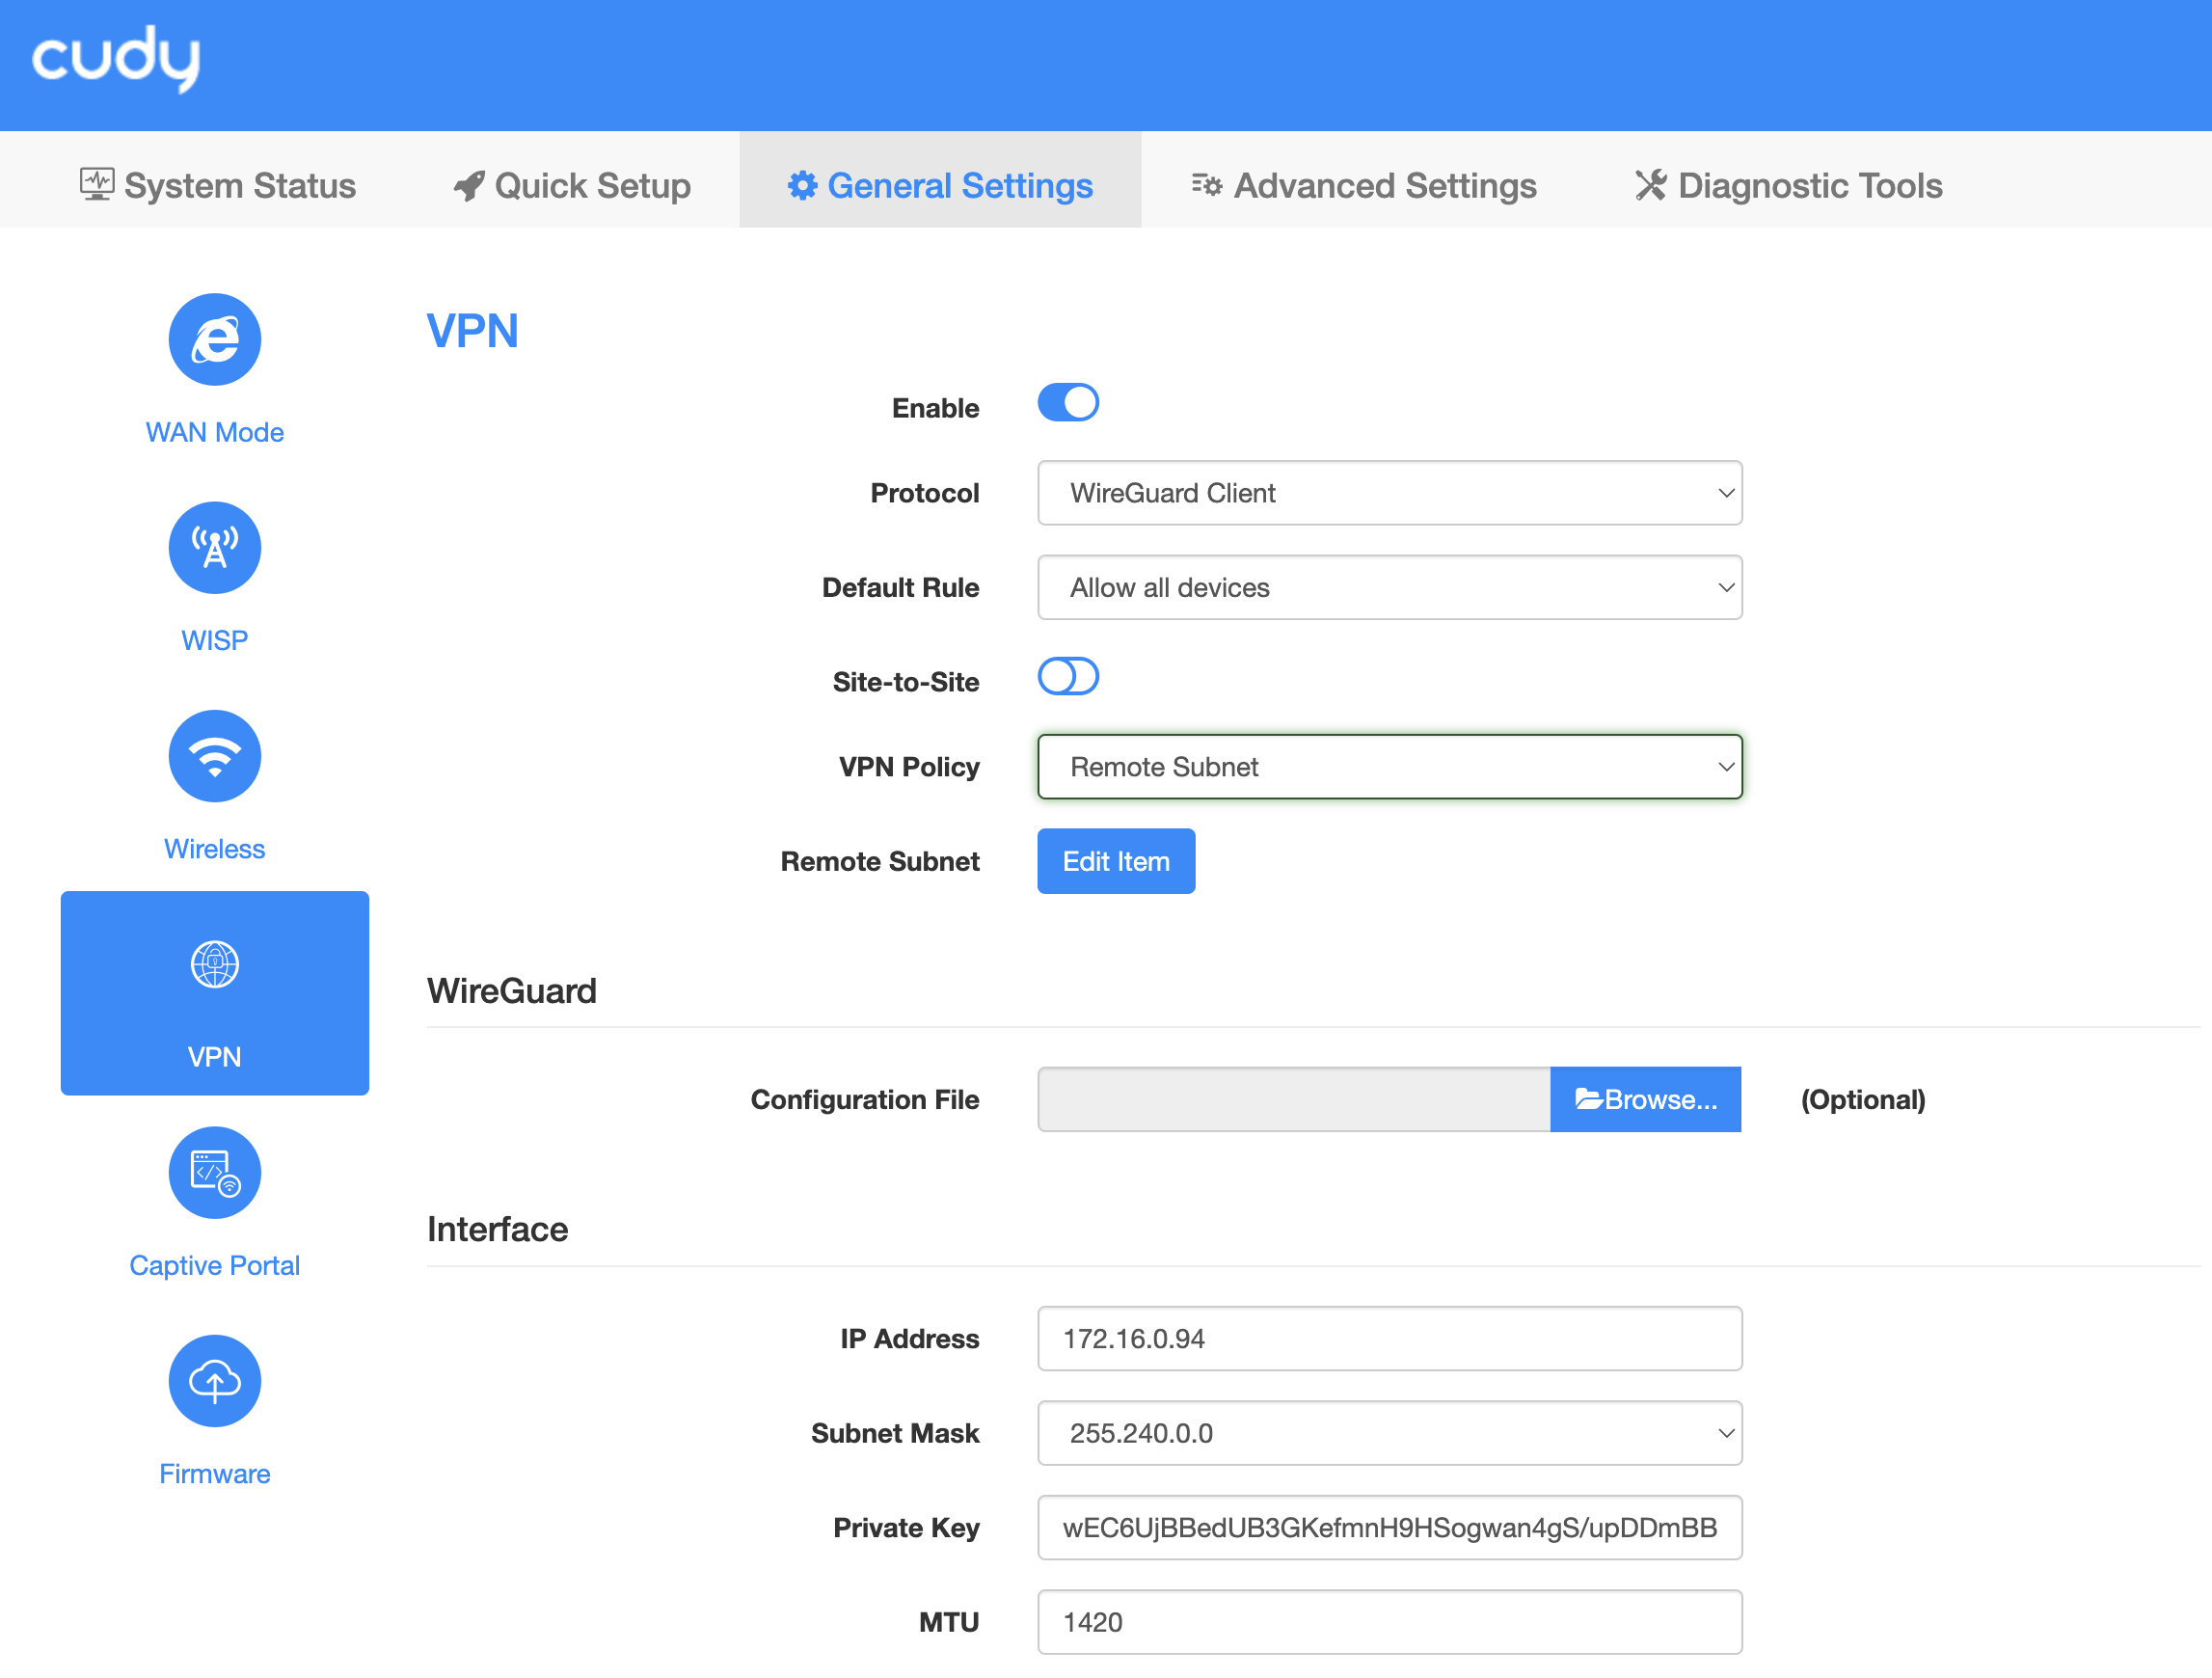 cudy
System Status
Quick Setup
General Settings
Advanced Settings
Diagnostic Tools
WAN Mode
WISP
Wireless
VPN
Captive Portal
Firmware
VPN
Enable
Protocol WireGuard Client
Default Rule Allow all devices
Site-to-Site
VPN Policy Remote Subnet
Remote Subnet Edit Item
WireGuard
Configuration File Browse... (Optional)
Interface
IP Address 172.16.0.94
Subnet Mask 255.240.0.0
Private Key wEC6UjBBedUB3GKefmnH9HSogwan4gS/upDDmBB
MTU 1420